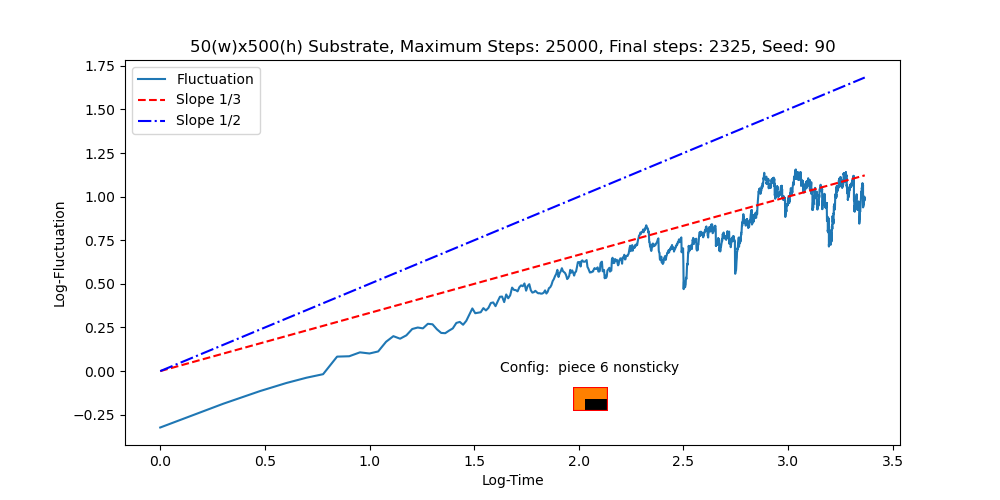 50(w)x500(h) Substrate, Maximum Steps: 25000, Final steps: 2325, Seed: 90
Fluctuation
Slope 1/3
Slope 1/2
Log-Fluctuation
1.75
1.50
1.25
1.00
0.75
0.50
0.25
0.00
−0.25
Config:  piece 6 nonsticky
0.0 0.5 1.0 1.5 2.0 2.5 3.0 3.5
Log-Time